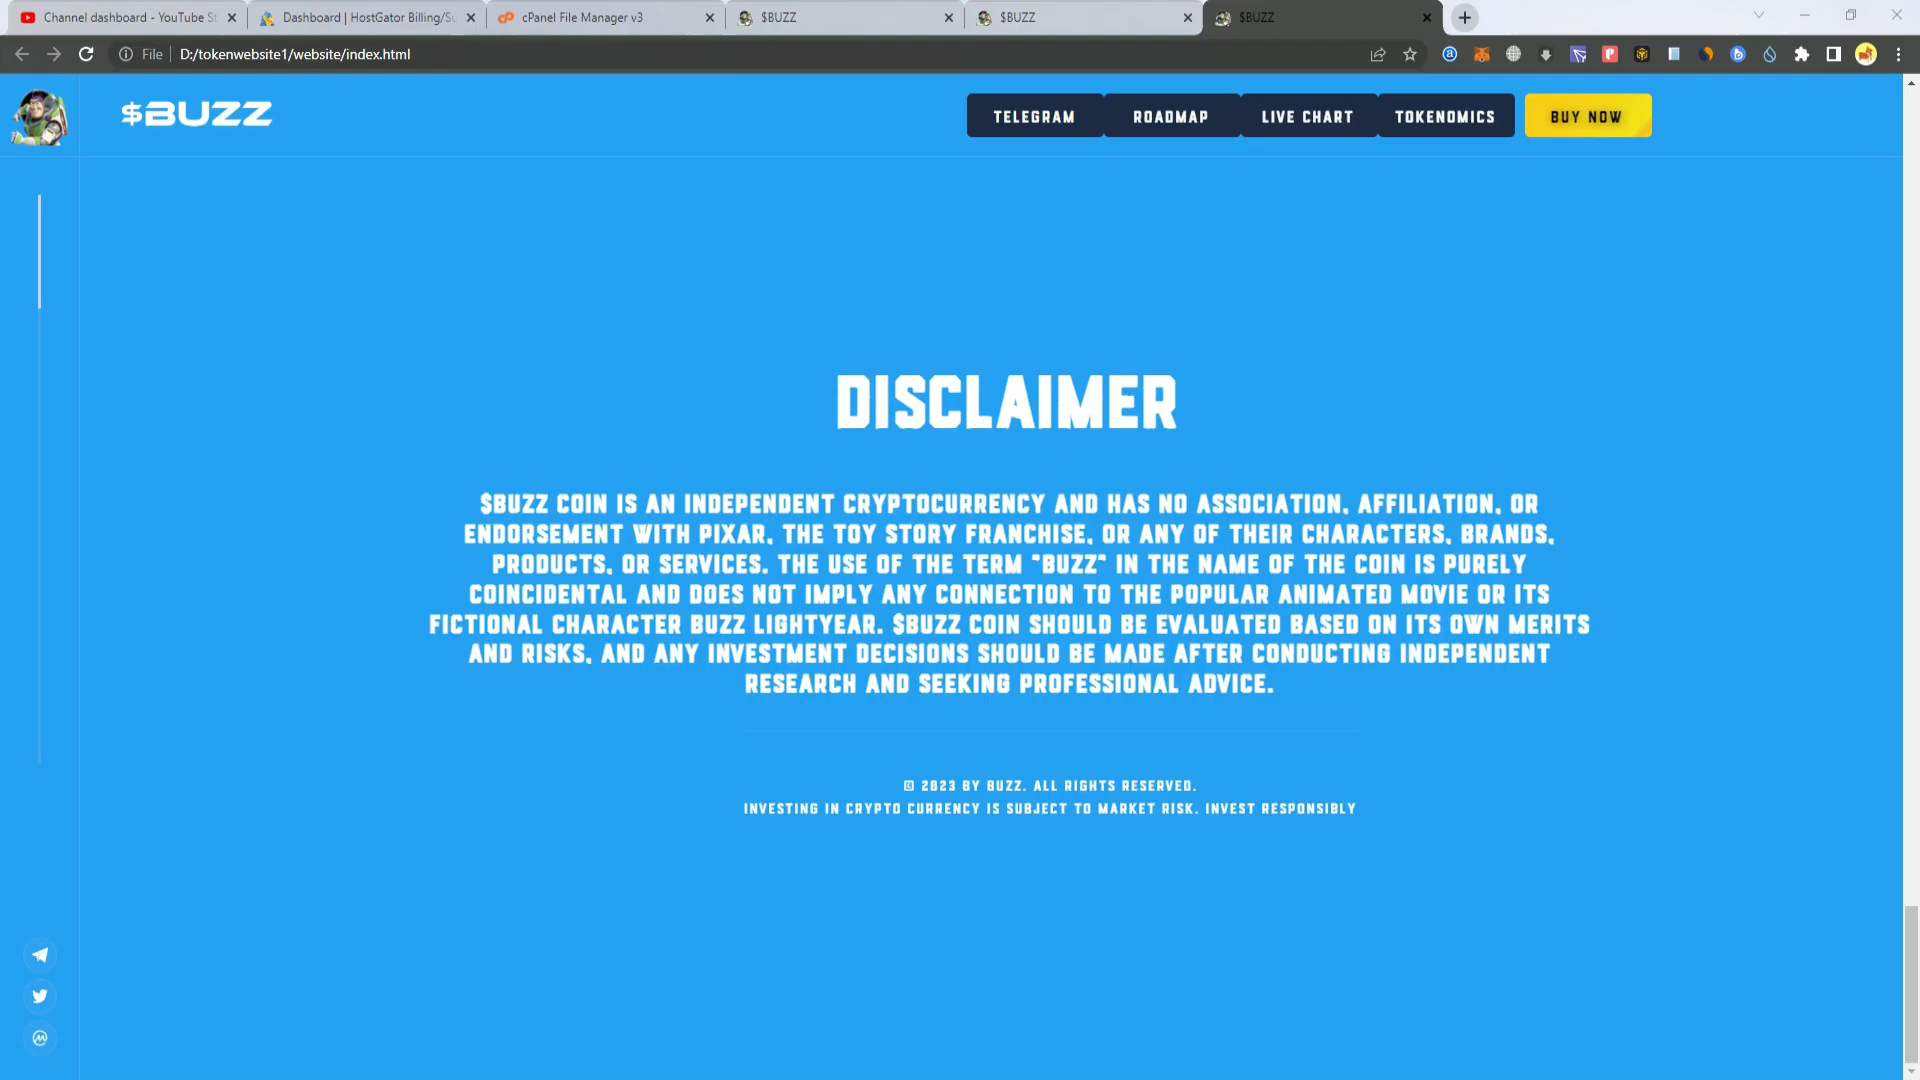 Channel dashboard - YouTube St
Dashboard | HostGator Billing/Su
cPanel File Manager v3
$BUZZ
$BUZZ
$BUZZ
File
D:/tokenwebsite1/website/index.html
$BUZZ
TELEGRAM
ROADMAP
LIVE CHART
TOKENOMICS
BUY NOW
DISCLAIMER
$BUZZ COIN IS AN INDEPENDENT CRYPTOCURRENCY AND HAS NO ASSOCIATION, AFFILIATION, OR
ENDORSEMENT WITH PIXAR, THE TOY STORY FRANCHISE, OR ANY OF THEIR CHARACTERS, BRANDS,
PRODUCTS, OR SERVICES. THE USE OF THE TERM "BUZZ" IN THE NAME OF THE COIN IS PURELY
COINCIDENTAL AND DOES NOT IMPLY ANY CONNECTION TO THE POPULAR ANIMATED MOVIE OR ITS
FICTIONAL CHARACTER BUZZ LIGHTYEAR. $BUZZ COIN SHOULD BE EVALUATED BASED ON ITS OWN MERITS
AND RISKS, AND ANY INVESTMENT DECISIONS SHOULD BE MADE AFTER CONDUCTING INDEPENDENT
RESEARCH AND SEEKING PROFESSIONAL ADVICE.
© 2023 BY BUZZ. ALL RIGHTS RESERVED.
INVESTING IN CRYPTO CURRENCY IS SUBJECT TO MARKET RISK. INVEST RESPONSIBLY